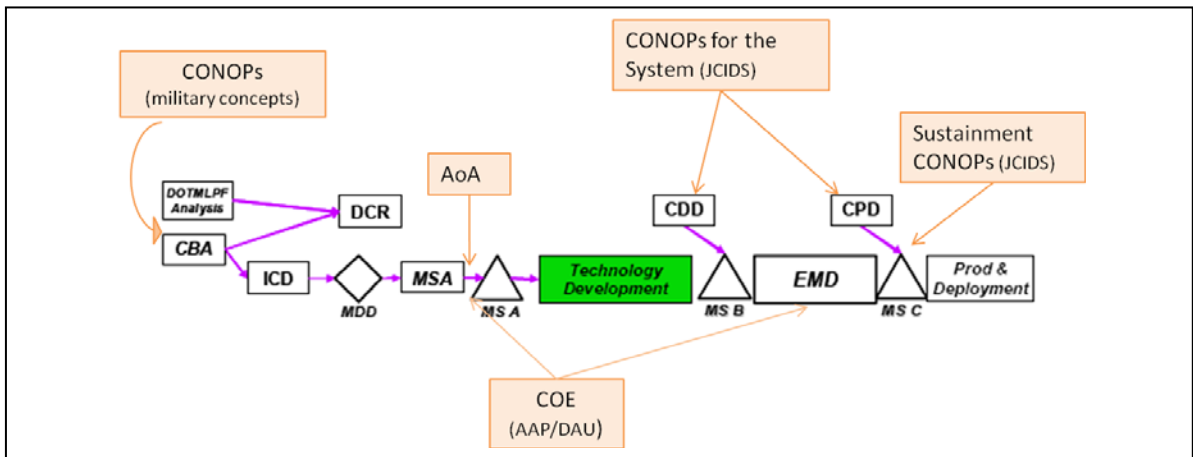 CONOPs
(military concepts)
CONOPs for the
System (JCIDS)
Sustainment
CONOPs (JCIDS)
AoA
DOTMLPF
Analysis
DCR
CDD
CPD
CBA
ICD
MDD
MSA
MS A
Technology
Development
MS B
EMD
MS C
Prod &
Deployment
COE
(AAP/DAU)